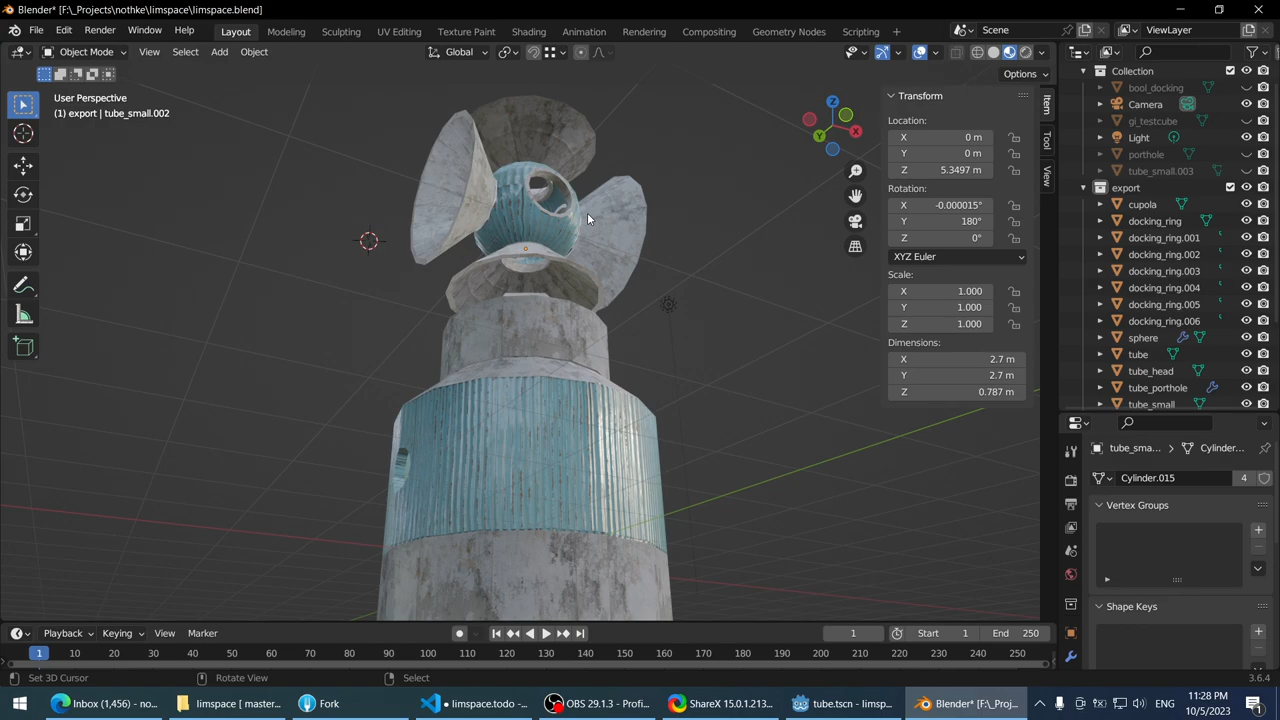 Blender* [F:\_Projects\nothke\limspace\limspace.blend]
File Edit Render Window Help Layout Modeling Sculpting UV Editing Texture Paint Shading Animation Rendering Compositing Geometry Nodes Scripting + Scene ViewLayer
Object Mode View Select Add Object Global
Options
User Perspective
(1) export | tube_small.002
X
Y
Z
Transform
Location:
X 0 m
Y 0 m
Z 5.3497 m
Rotation:
X -0.000015°
Y 180°
Z 0°
XYZ Euler
Scale:
X 1.000
Y 1.000
Z 1.000
Dimensions:
X 2.7 m
Y 2.7 m
Z 0.787 m
Item
Tool
View
Collection
bool_docking
Camera
gi_testcube
Light
porthole
tube_small.003
export
cupola
docking_ring
docking_ring.001
docking_ring.002
docking_ring.003
docking_ring.004
docking_ring.005
docking_ring.006
sphere
tube
tube_head
tube_porthole
tube_small
tube_sma... Cylinder...
Cylinder.015 4
Vertex Groups
Shape Keys
Playback Keying View Marker 1 Start 1 End 250
1 10 20 30 40 50 60 70 80 90 100 110 120 130 140 150 160 170 180 190 200 210 220 230 240 250
Set 3D Cursor Rotate View Select 3.6.4
Inbox (1,456) - no... limspace [ master... Fork • limspace.todo - ... OBS 29.1.3 - Profi... ShareX 15.0.1.213... tube.tscn - limsp... Blender* [F:\_Proj... 11:28 PM
10/5/2023